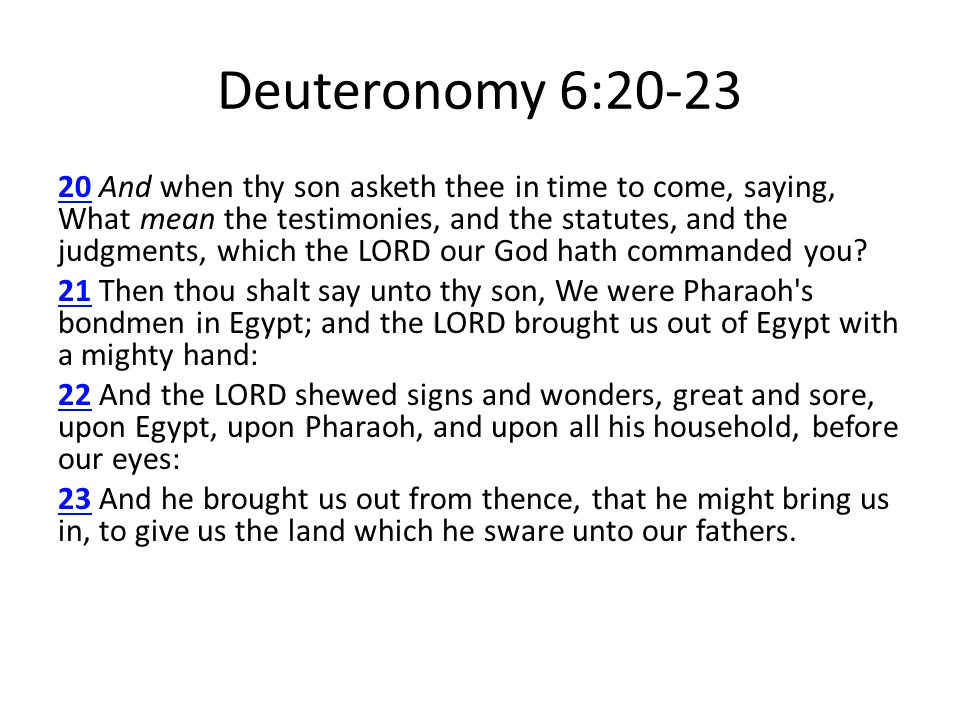 Deuteronomy 6:20-23
20 And when thy son asketh thee in time to come, saying,
What mean the testimonies, and the statutes, and the
judgments, which the LORD our God hath commanded you?
21 Then thou shalt say unto thy son, We were Pharaoh's
bondmen in Egypt; and the LORD brought us out of Egypt with
a mighty hand:
22 And the LORD shewed signs and wonders, great and sore,
upon Egypt, upon Pharaoh, and upon all his household, before
our eyes:
23 And he brought us out from thence, that he might bring us
in, to give us the land which he sware unto our fathers.